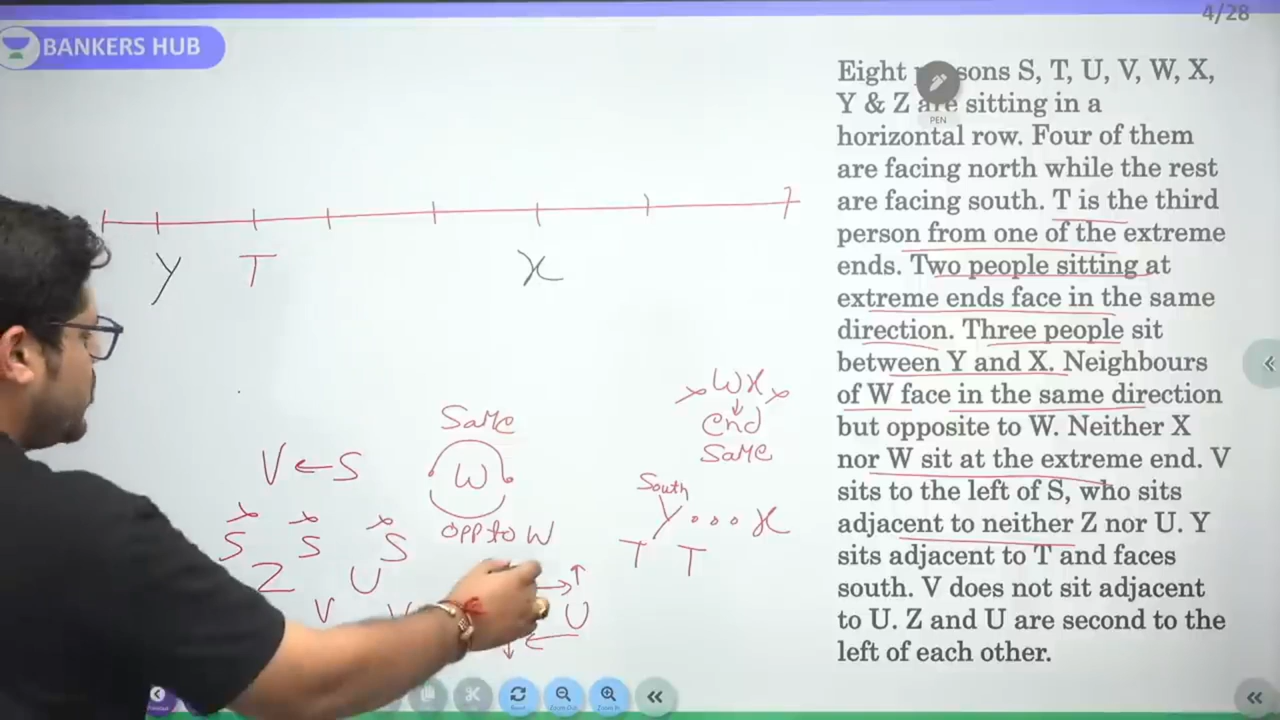 4/28
BANKERS HUB
Eight sons S, T, U, V, W, X,
Y & Z are sitting in a
PEN
horizontal row. Four of them
are facing north while the rest
are facing south. T is the third
person from one of the extreme
ends. Two people sitting at
extreme ends face in the same
direction. Three people sit
between Y and X. Neighbours
of W face in the same direction
but opposite to W. Neither X
nor W sit at the extreme end. V
sits to the left of S, who sits
adjacent to neither Z nor U. Y
sits adjacent to T and faces
south. V does not sit adjacent
to U. Z and U are second to the
left of each other.
Y T X
Same
W
OPP to W
V ← S
S S S
Z U
V
U
W X
End
Same
South
Y X
T T